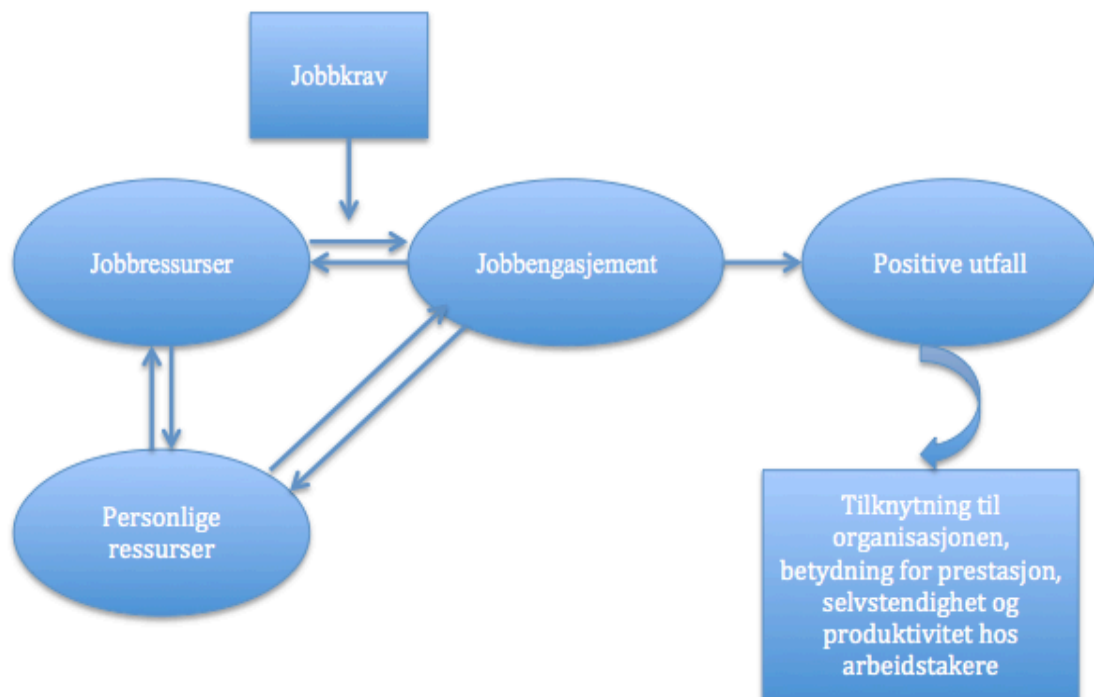 Jobbkrav
Jobbressurser
Jobbengasjement
Positive utfall
Personlige
ressurser
Tilknytning til
organisasjonen,
betydning for prestasjon,
selvstendighet og
produktivitet hos
arbeidstakere